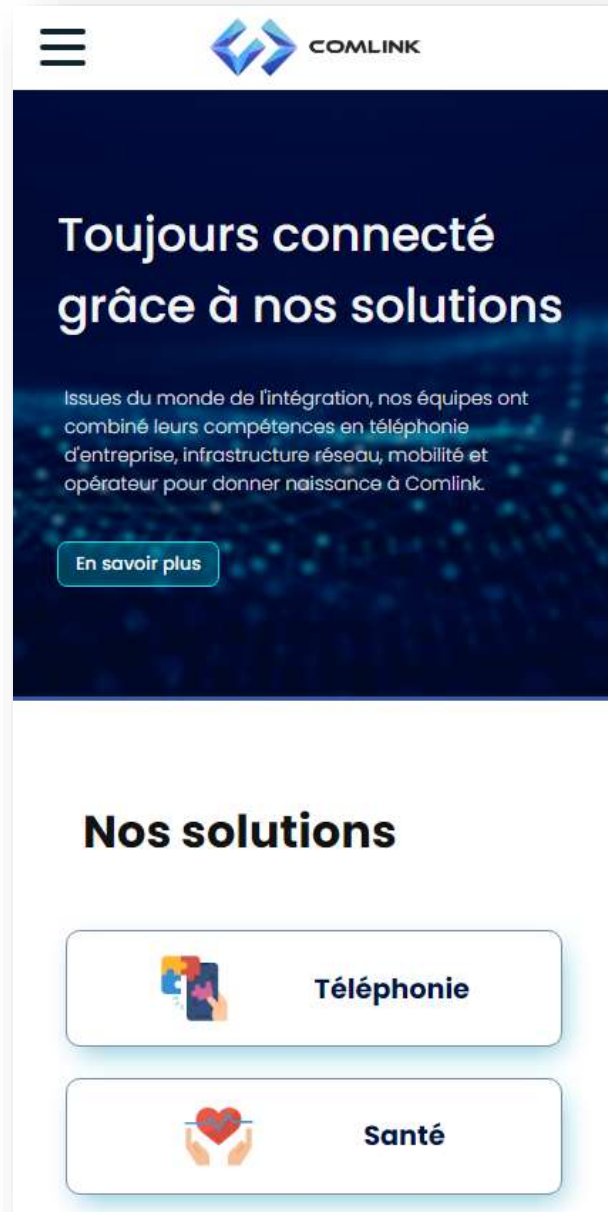 COMLINK
Toujours connecté
grâce à nos solutions
Issues du monde de l'intégration, nos équipes ont
combiné leurs compétences en téléphonie
d'entreprise, infrastructure réseau, mobilité et
opérateur pour donner naissance à Comlink.
En savoir plus
Nos solutions
Téléphonie
Santé